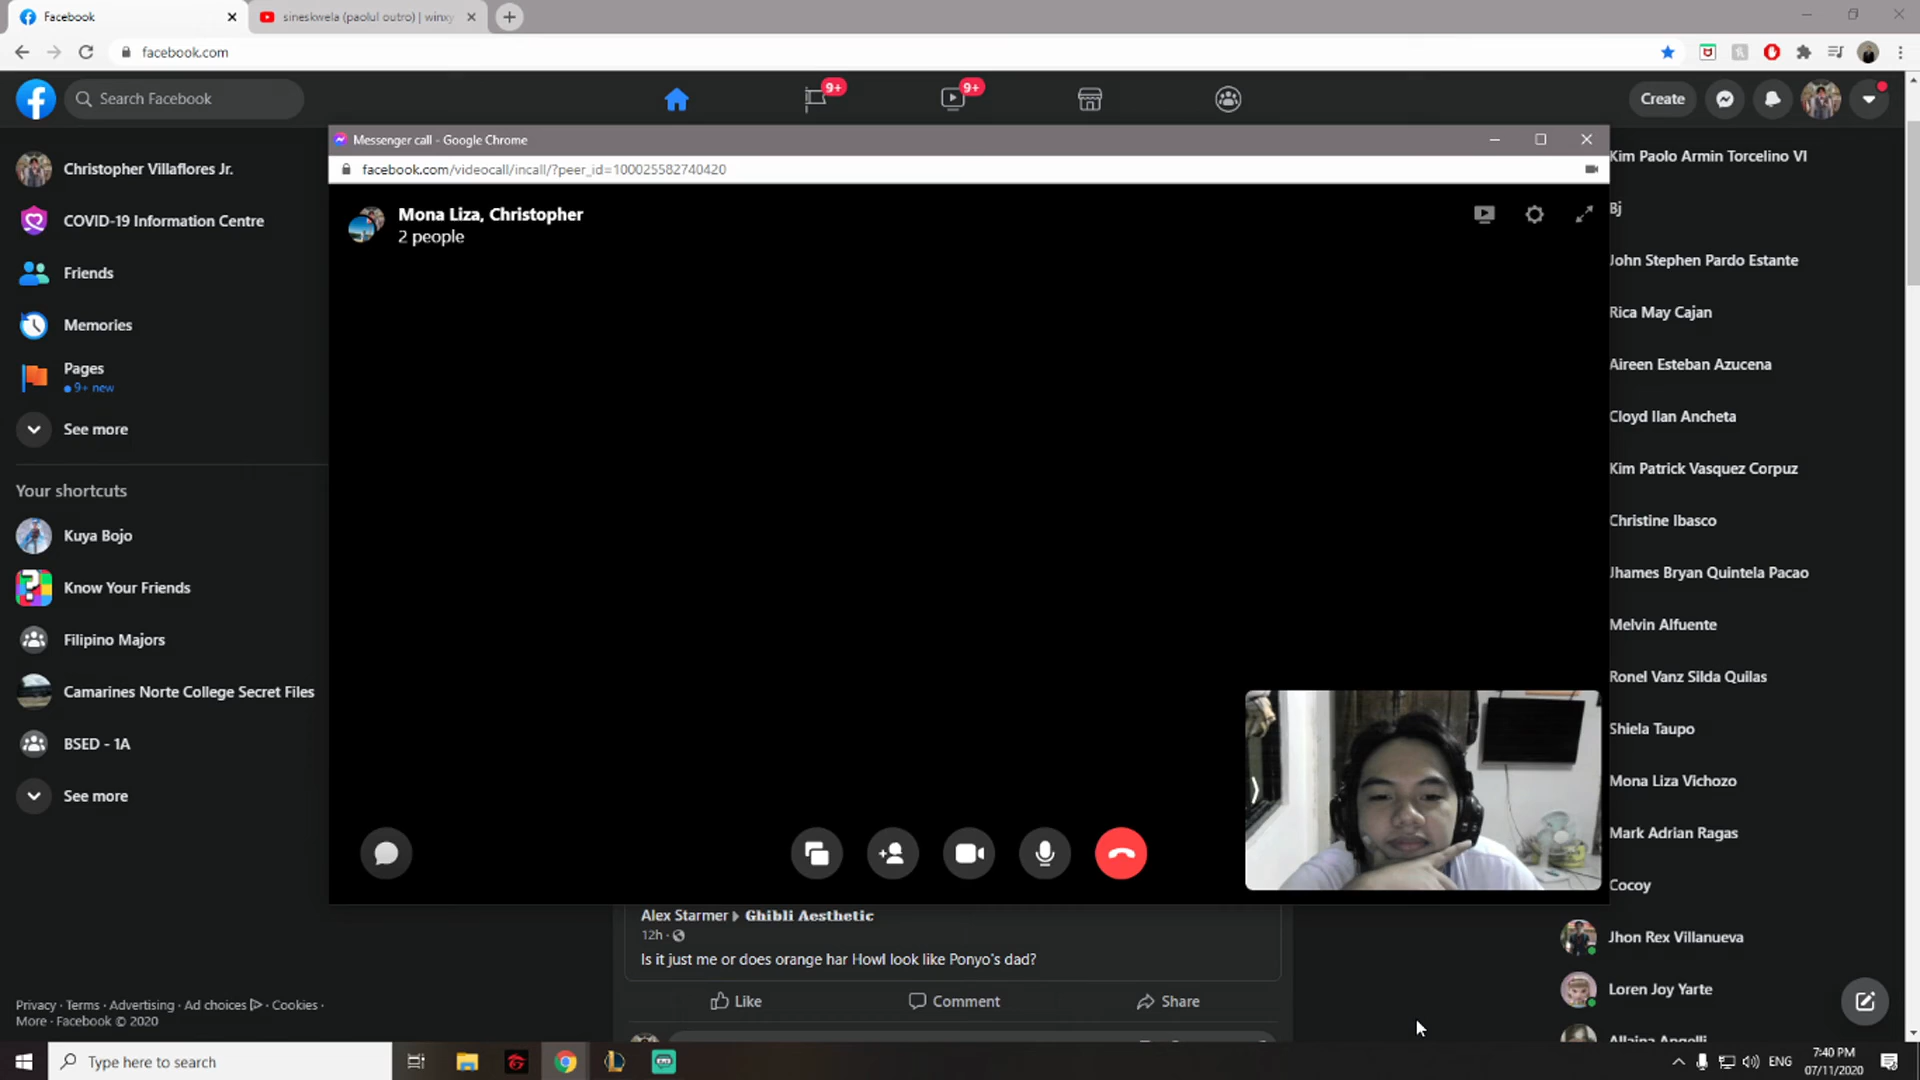 Facebook
sineskwela (paolul outro) | winxy
facebook.com
Search Facebook
9+
9+
Create
Messenger call - Google Chrome
facebook.com/videocall/incall/?peer_id=100025582740420
Mona Liza, Christopher
2 people
Christopher Villaflores Jr.
COVID-19 Information Centre
Friends
Memories
Pages
9+ new
See more
Your shortcuts
Kuya Bojo
Know Your Friends
Filipino Majors
Camarines Norte College Secret Files
BSED - 1A
See more
Privacy · Terms · Advertising · Ad choices · Cookies ·
More · Facebook © 2020
Alex Starmer Ghibli Aesthetic
12h ·
Is it just me or does orange har Howl look like Ponyo's dad?
Like
Comment
Share
Kim Paolo Armin Torcelino VI
Bj
John Stephen Pardo Estante
Rica May Cajan
Aireen Esteban Azucena
Cloyd Ilan Ancheta
Kim Patrick Vasquez Corpuz
Christine Ibasco
Jhames Bryan Quintela Pacao
Melvin Alfuente
Ronel Vanz Silda Quilas
Shiela Taupo
Mona Liza Vichozo
Mark Adrian Ragas
Cocoy
Jhon Rex Villanueva
Loren Joy Yarte
Type here to search
ENG
7:40 PM
07/11/2020